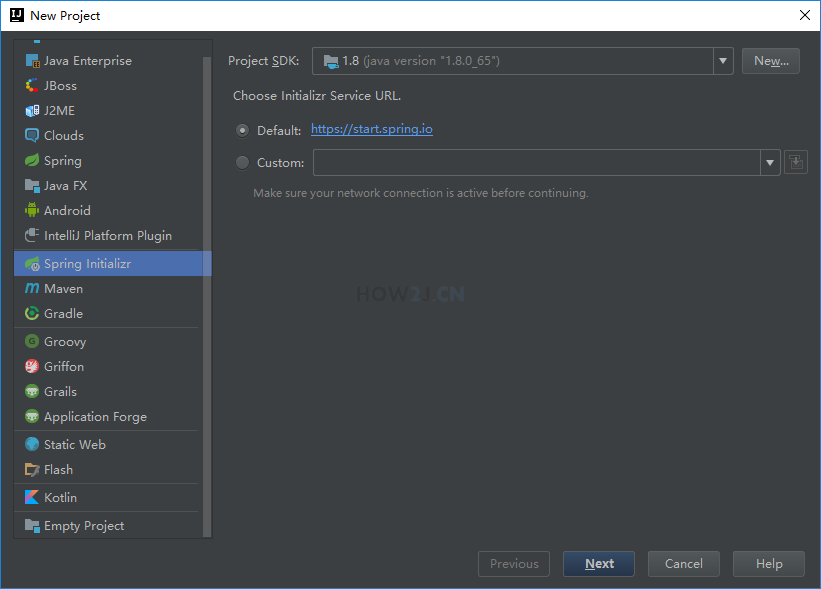 New Project
Java Enterprise
JBoss
J2ME
Clouds
Spring
Java FX
Android
IntelliJ Platform Plugin
Spring Initializr
Maven
Gradle
Groovy
Griffon
Grails
Application Forge
Static Web
Flash
Kotlin
Empty Project
Project SDK: 1.8 (java version "1.8.0_65") New...
Choose Initializr Service URL.
Default: https://start.spring.io
Custom:
Make sure your network connection is active before continuing.
HOW2J.CN
Previous Next Cancel Help